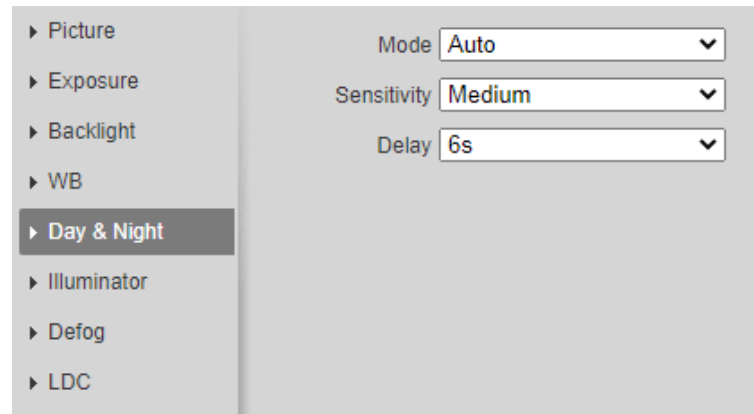 Picture
Exposure
Backlight
WB
Day & Night
Illuminator
Defog
LDC
Mode Auto
Sensitivity Medium
Delay 6s